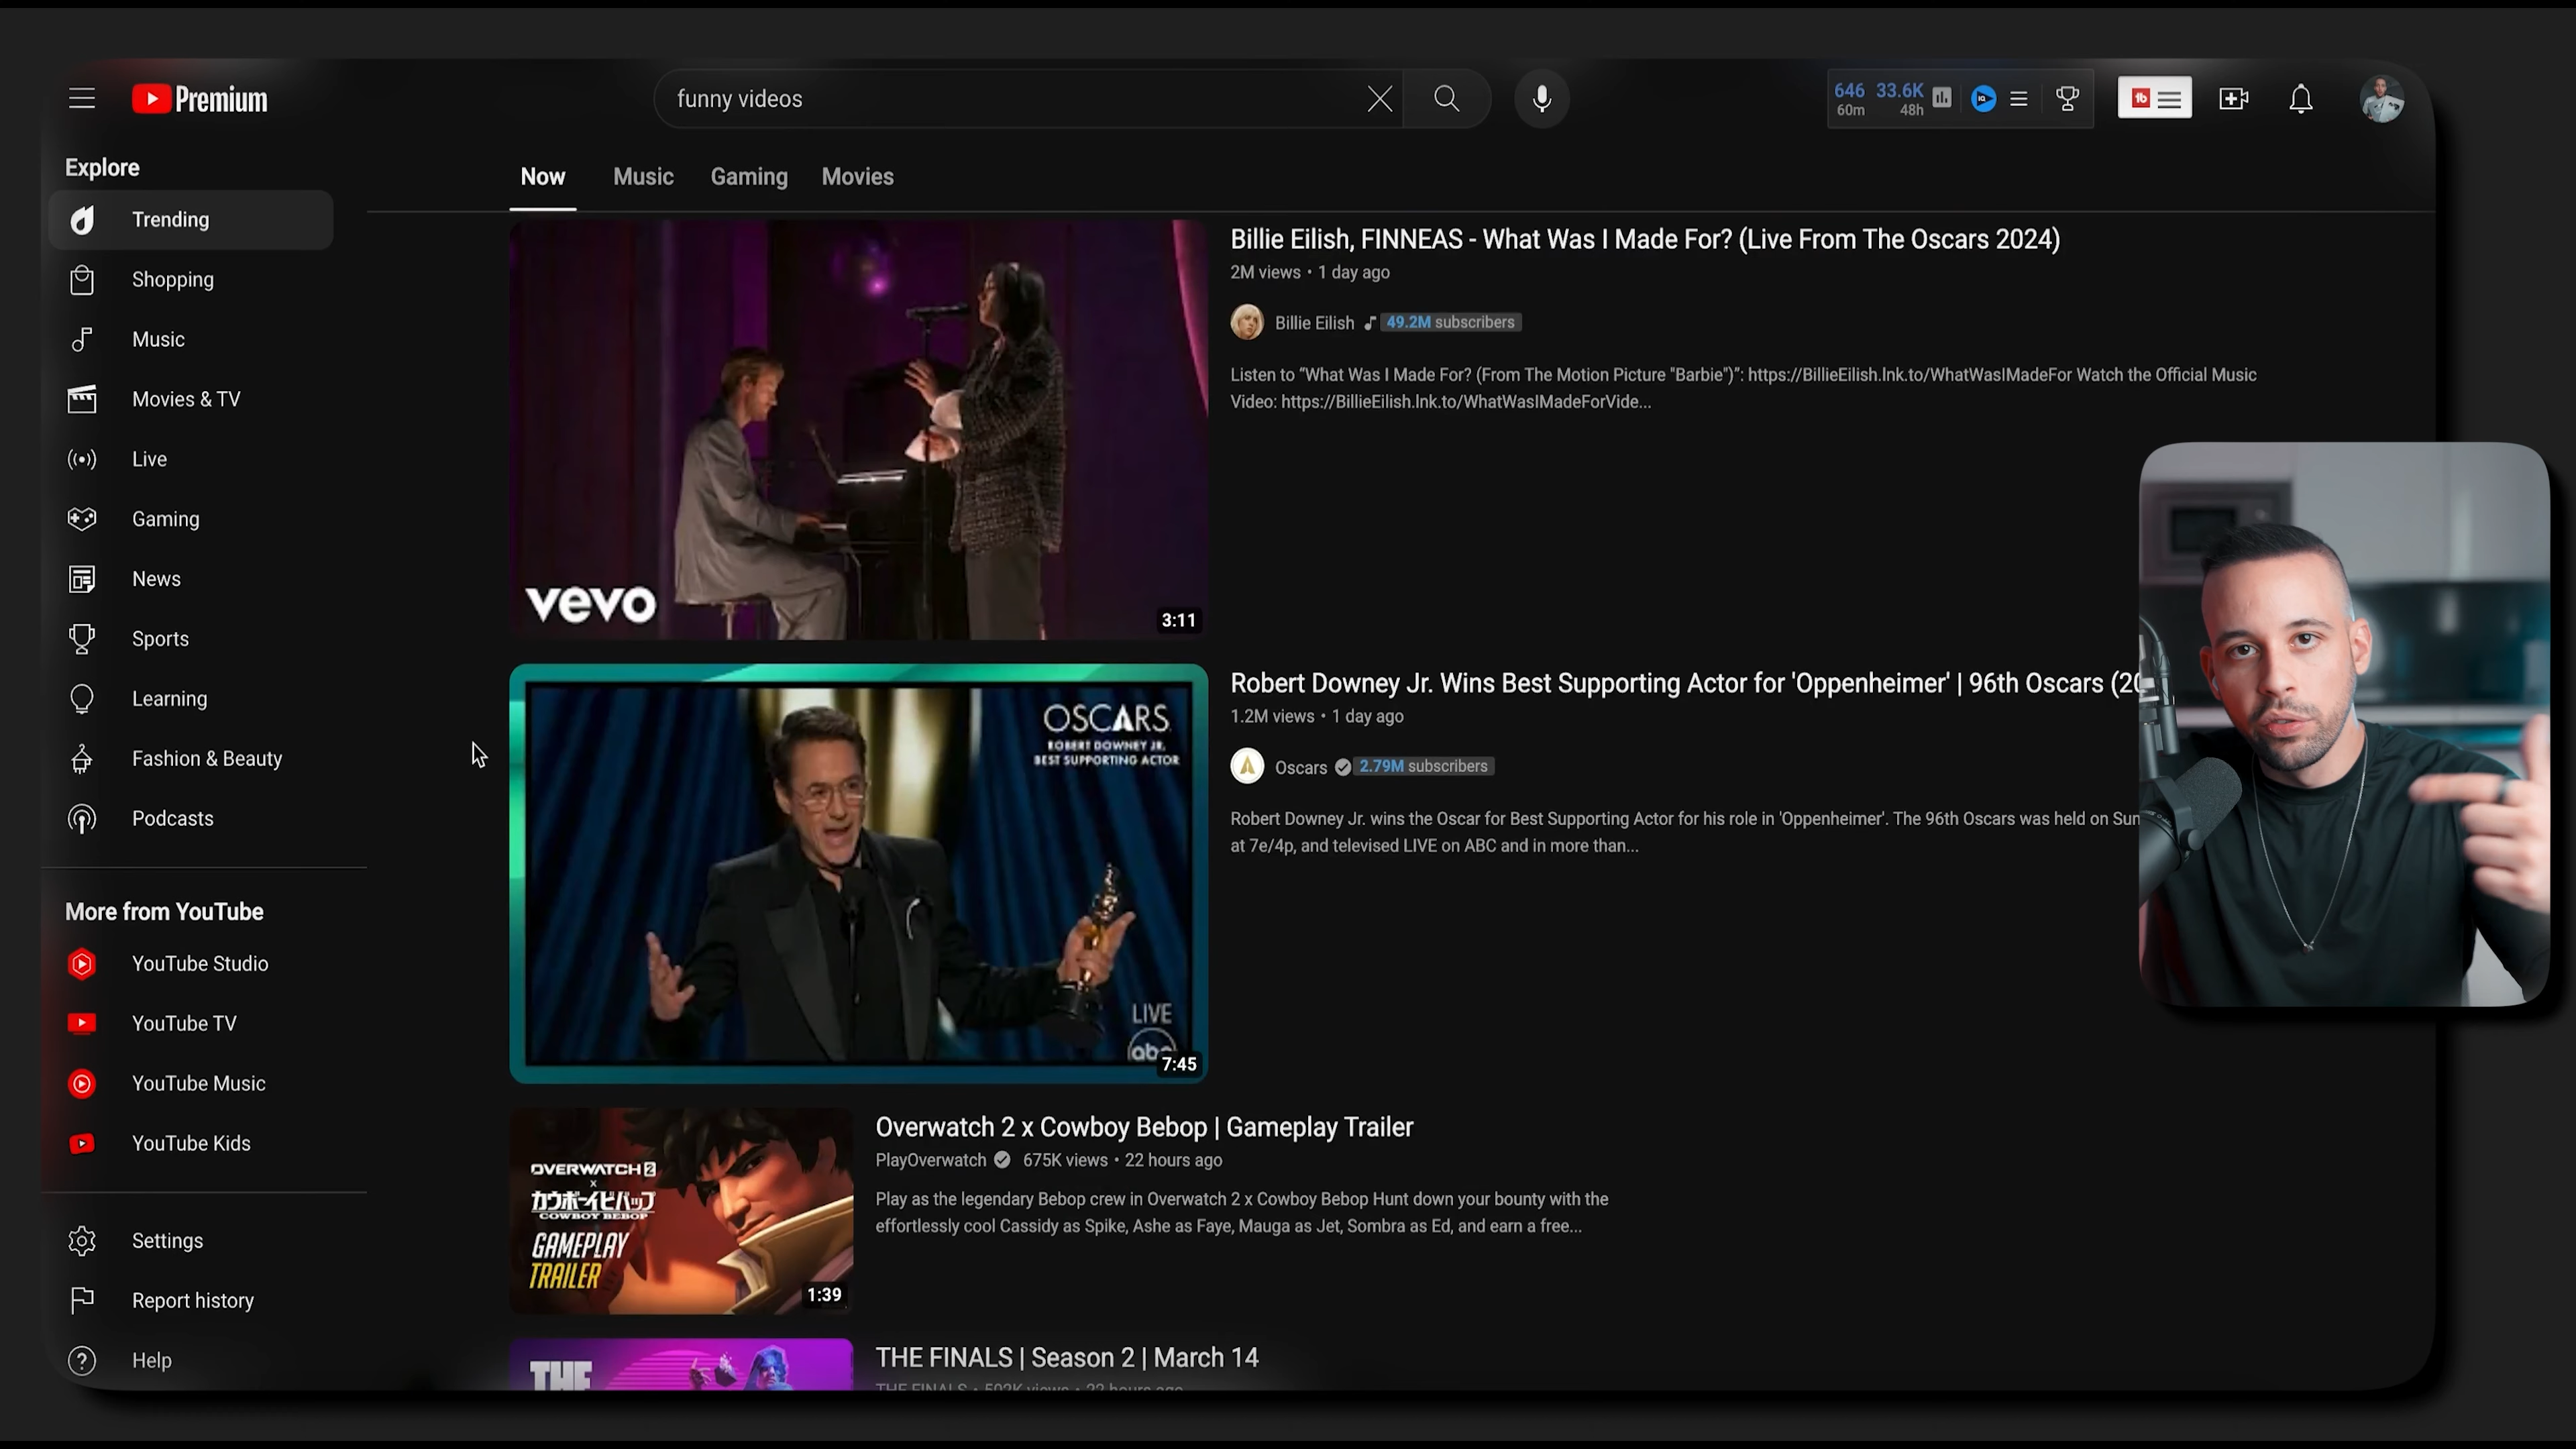 Premium
funny videos
646 33.6K
60m 48h
Explore
Trending
Shopping
Music
Movies & TV
Live
Gaming
News
Sports
Learning
Fashion & Beauty
Podcasts
More from YouTube
YouTube Studio
YouTube TV
YouTube Music
YouTube Kids
Settings
Report history
Help
Now Music Gaming Movies
vevo
3:11
Billie Eilish, FINNEAS - What Was I Made For? (Live From The Oscars 2024)
2M views • 1 day ago
Billie Eilish 49.2M subscribers
Listen to "What Was I Made For? (From The Motion Picture "Barbie")": https://BillieEilish.lnk.to/WhatWasIMadeFor Watch the Official Music
Video: https://BillieEilish.lnk.to/WhatWasIMadeForVide...
OSCARS
ROBERT DOWNEY JR.
BEST SUPPORTING ACTOR
LIVE
abc
7:45
Robert Downey Jr. Wins Best Supporting Actor for 'Oppenheimer' | 96th Oscars (20
1.2M views • 1 day ago
Oscars 2.79M subscribers
Robert Downey Jr. wins the Oscar for Best Supporting Actor for his role in 'Oppenheimer'. The 96th Oscars was held on Sun
at 7e/4p, and televised LIVE on ABC and in more than...
OVERWATCH 2
x
カウボーイビバップ
COWBOY BEBOP
GAMEPLAY
TRAILER
1:39
Overwatch 2 x Cowboy Bebop | Gameplay Trailer
PlayOverwatch 675K views • 22 hours ago
Play as the legendary Bebop crew in Overwatch 2 x Cowboy Bebop Hunt down your bounty with the
effortlessly cool Cassidy as Spike, Ashe as Faye, Mauga as Jet, Sombra as Ed, and earn a free...
THE
THE FINALS | Season 2 | March 14
THE FINALS • 592K views • 22 hours ago